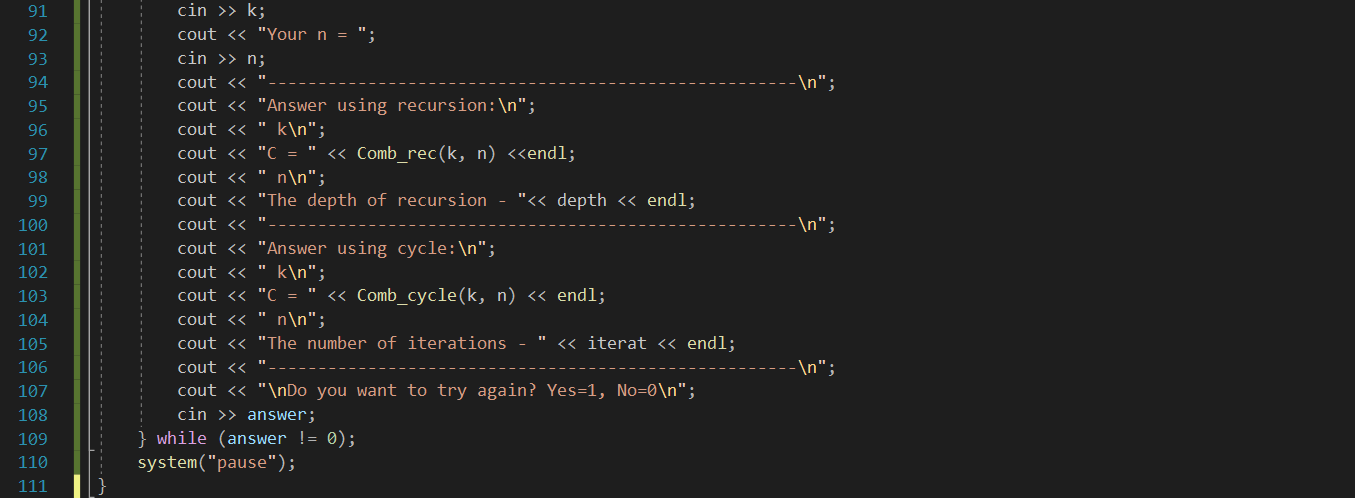 91 cin >> k;
92 cout << "Your n = ";
93 cin >> n;
94 cout << "-----------------------------------------------------\n";
95 cout << "Answer using recursion:\n";
96 cout << " k\n";
97 cout << "C = " << Comb_rec(k, n) <<endl;
98 cout << " n\n";
99 cout << "The depth of recursion - "<< depth << endl;
100 cout << "-----------------------------------------------------\n";
101 cout << "Answer using cycle:\n";
102 cout << " k\n";
103 cout << "C = " << Comb_cycle(k, n) << endl;
104 cout << " n\n";
105 cout << "The number of iterations - " << iterat << endl;
106 cout << "-----------------------------------------------------\n";
107 cout << "\nDo you want to try again? Yes=1, No=0\n";
108 cin >> answer;
109 } while (answer != 0);
110 system("pause");
111 }